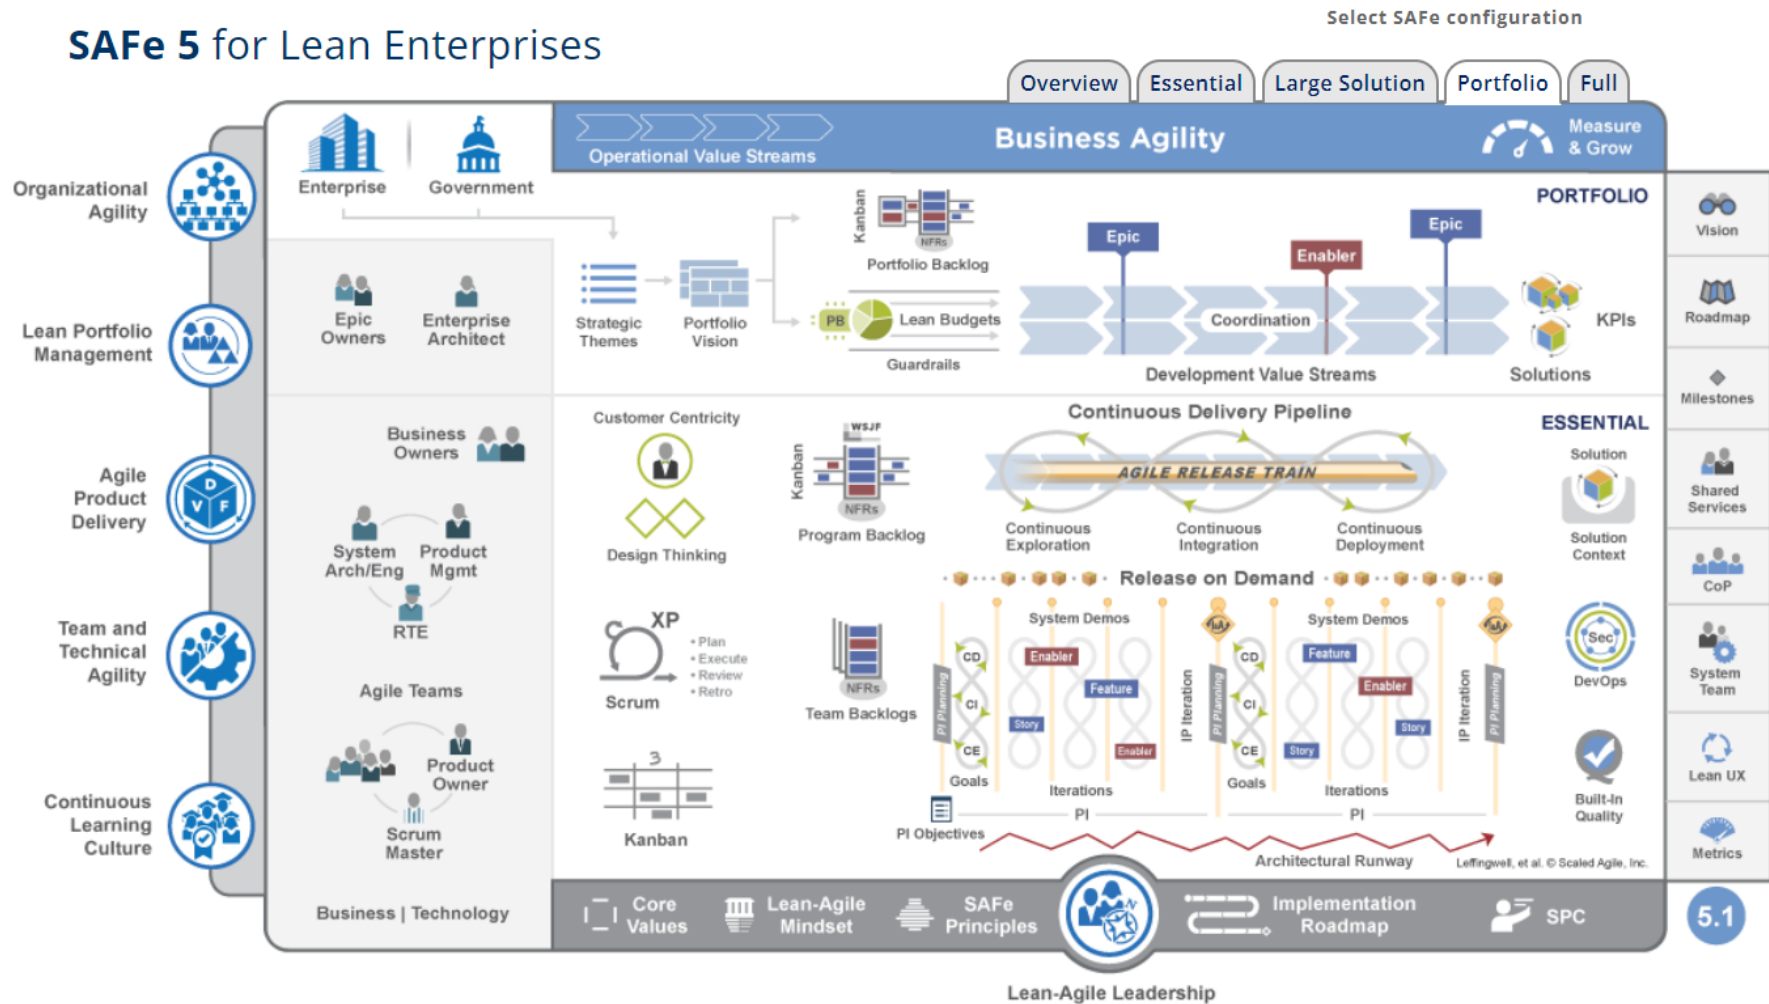 Select SAFe configuration
SAFe 5 for Lean Enterprises
Overview
Essential
Large Solution
Portfolio
Full
Enterprise
Government
Operational Value Streams
Business Agility
Measure
& Grow
Organizational
Agility
Lean Portfolio
Management
Agile
Product
Delivery
D
V
F
Team and
Technical
Agility
Continuous
Learning
Culture
PORTFOLIO
Epic
Owners
Enterprise
Architect
Strategic
Themes
Portfolio
Vision
Kanban
NFRs
Portfolio Backlog
PB
Lean Budgets
Guardrails
Epic
Enabler
Epic
Coordination
Development Value Streams
KPIs
Solutions
ESSENTIAL
Business
Owners
System
Arch/Eng
Product
Mgmt
RTE
Agile Teams
Product
Owner
Scrum
Master
Business | Technology
Customer Centricity
Design Thinking
XP
• Plan
• Execute
• Review
• Retro
Scrum
3
Kanban
WSJF
Kanban
NFRs
Program Backlog
NFRs
Team Backlogs
Continuous Delivery Pipeline
AGILE RELEASE TRAIN
Continuous
Exploration
Continuous
Integration
Continuous
Deployment
Release on Demand
System Demos
PI Planning
CD
CI
CE
Goals
Enabler
Feature
Story
Enabler
Iterations
IP Iteration
I&A
System Demos
PI Planning
CD
CI
CE
Goals
Feature
Enabler
Story
Story
Iterations
IP Iteration
I&A
PI Planning
PI Objectives
PI
PI
Architectural Runway
Leffingwell, et al. © Scaled Agile, Inc.
Solution
Solution
Context
Sec
DevOps
Built-In
Quality
Vision
Roadmap
Milestones
Shared
Services
CoP
System
Team
Lean UX
Metrics
5.1
Core
Values
Lean-Agile
Mindset
SAFe
Principles
N
Implementation
Roadmap
SPC
Lean-Agile Leadership